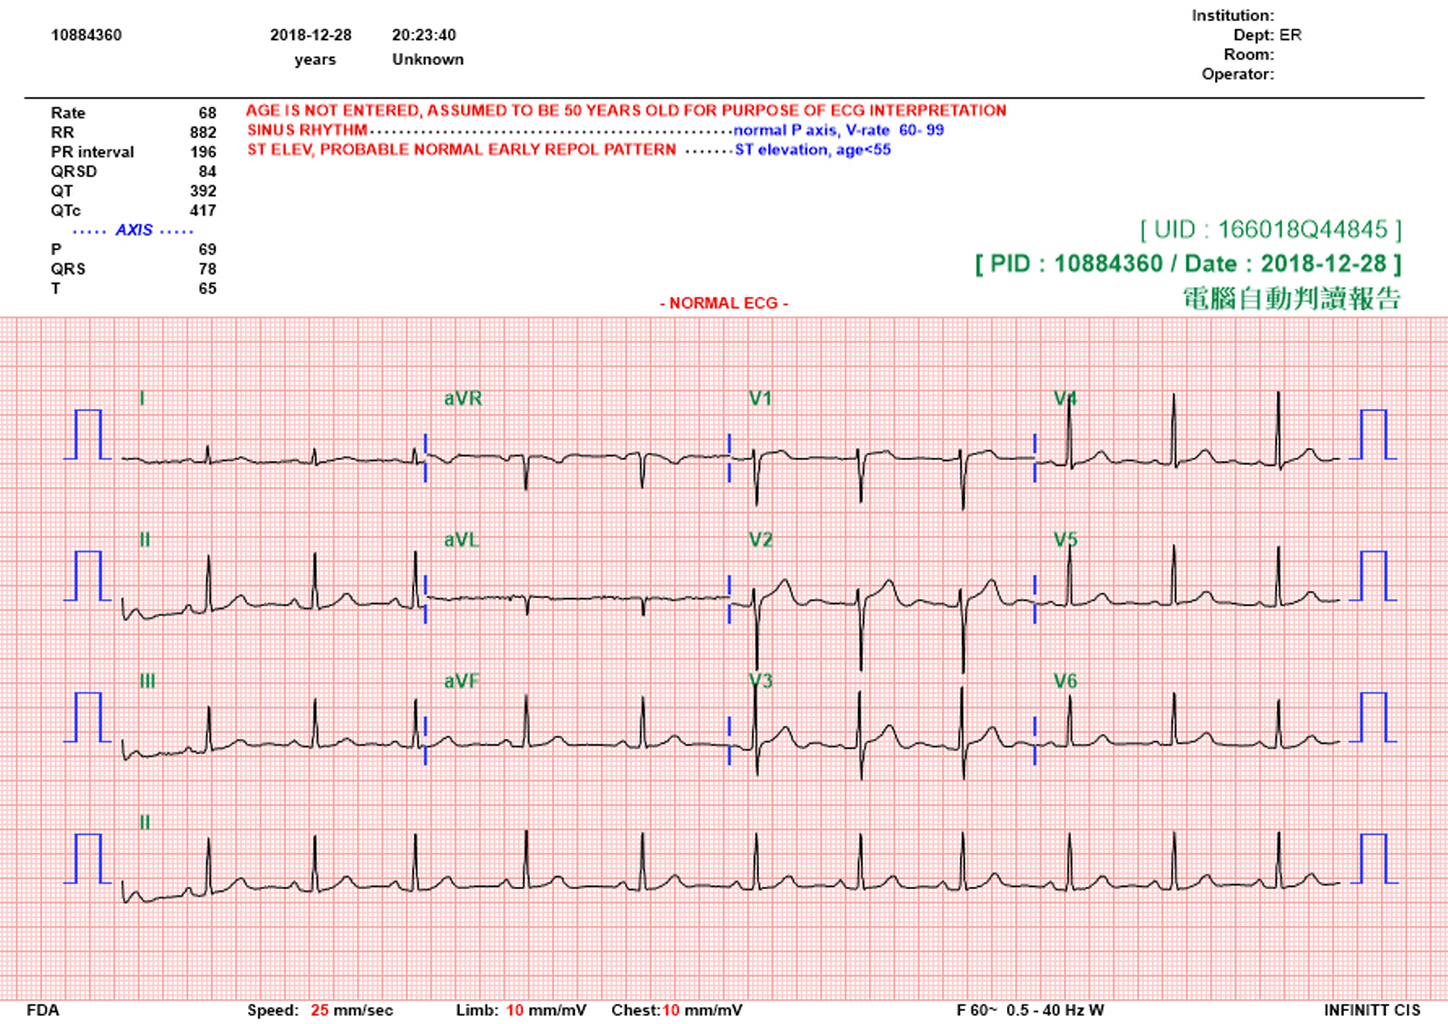 Institution:
10884360 2018-12-28 20:23:40 Dept: ER
years Unknown Room:
Operator:
Rate 68 AGE IS NOT ENTERED, ASSUMED TO BE 50 YEARS OLD FOR PURPOSE OF ECG INTERPRETATION
RR 882 SINUS RHYTHM..........................................normal P axis, V-rate 60- 99
PR interval 196 ST ELEV, PROBABLE NORMAL EARLY REPOL PATTERN .......ST elevation, age<55
QRSD 84
QT 392
QTc 417
..... AXIS .....
P 69
QRS 78
T 65
[ UID : 166018Q44845 ]
[ PID : 10884360 / Date : 2018-12-28 ]
電腦自動判讀報告
- NORMAL ECG -
I aVR V1 V4
II aVL V2 V5
III aVF V3 V6
II
FDA Speed: 25 mm/sec Limb: 10 mm/mV Chest:10 mm/mV F 60~ 0.5 - 40 Hz W INFINITT CIS